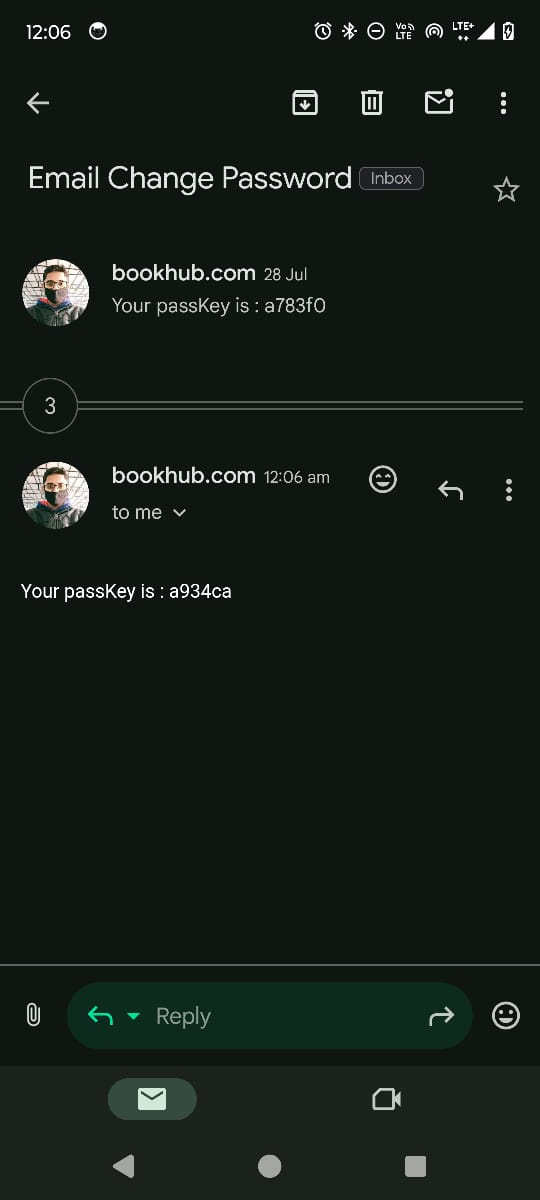 12:06
Vo LTE
LTE+
Email Change Password Inbox
bookhub.com 28 Jul
Your passKey is : a783f0
3
bookhub.com 12:06 am
to me
Your passKey is : a934ca
Reply